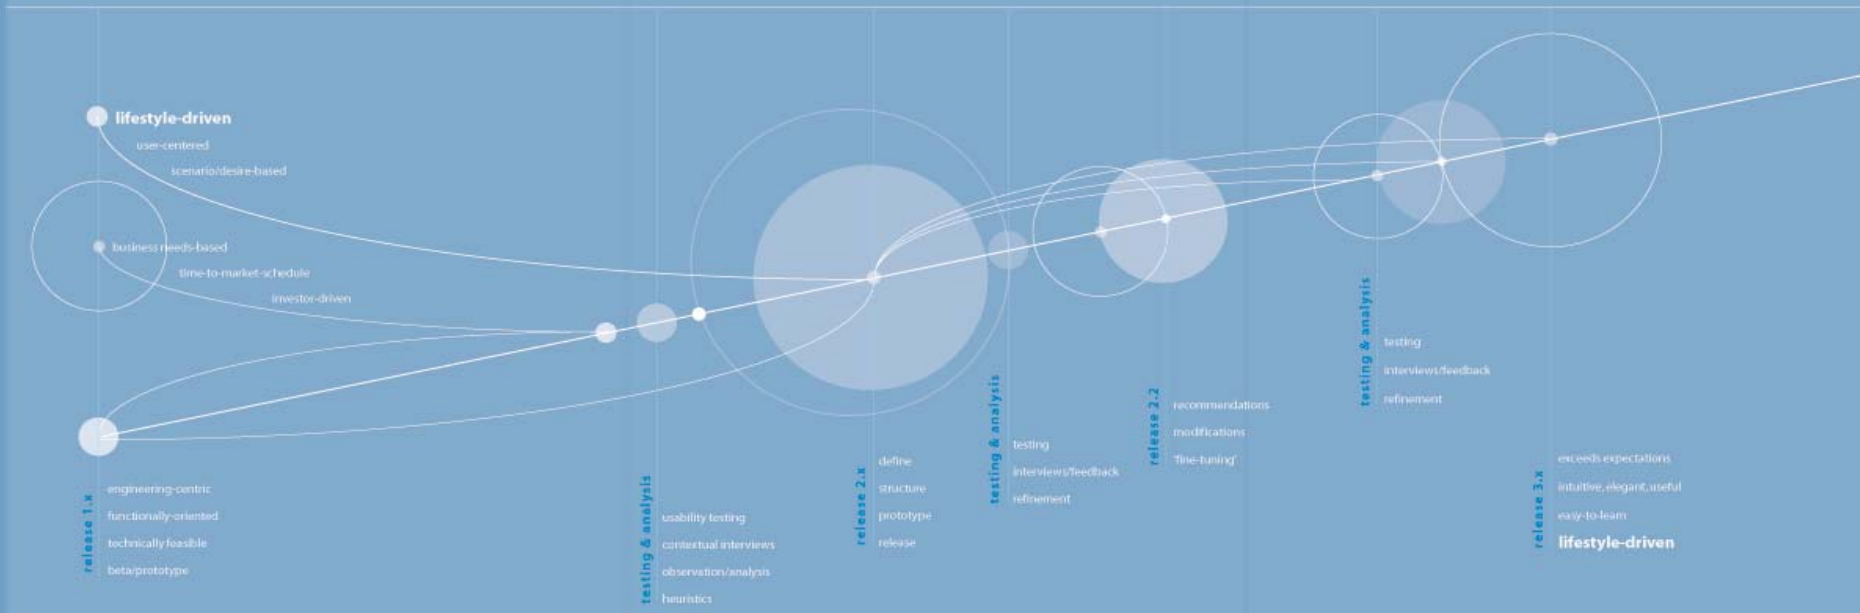 lifestyle-driven
user-centered
scenario/desire-based
business needs-based
time-to-market-schedule
investor-driven
release 1.x
engineering-centric
functionally-oriented
technically feasible
beta/prototype
testing & analysis
usability testing
contextual interviews
observation/analysis
heuristics
release 2.x
define
structure
prototype
release
testing & analysis
testing
interviews/feedback
refinement
release 2.2
recommendations
modifications
'fine-tuning'
testing & analysis
testing
interviews/feedback
refinement
release 3.x
exceeds expectations
intuitive, elegant, useful
easy-to-learn
lifestyle-driven